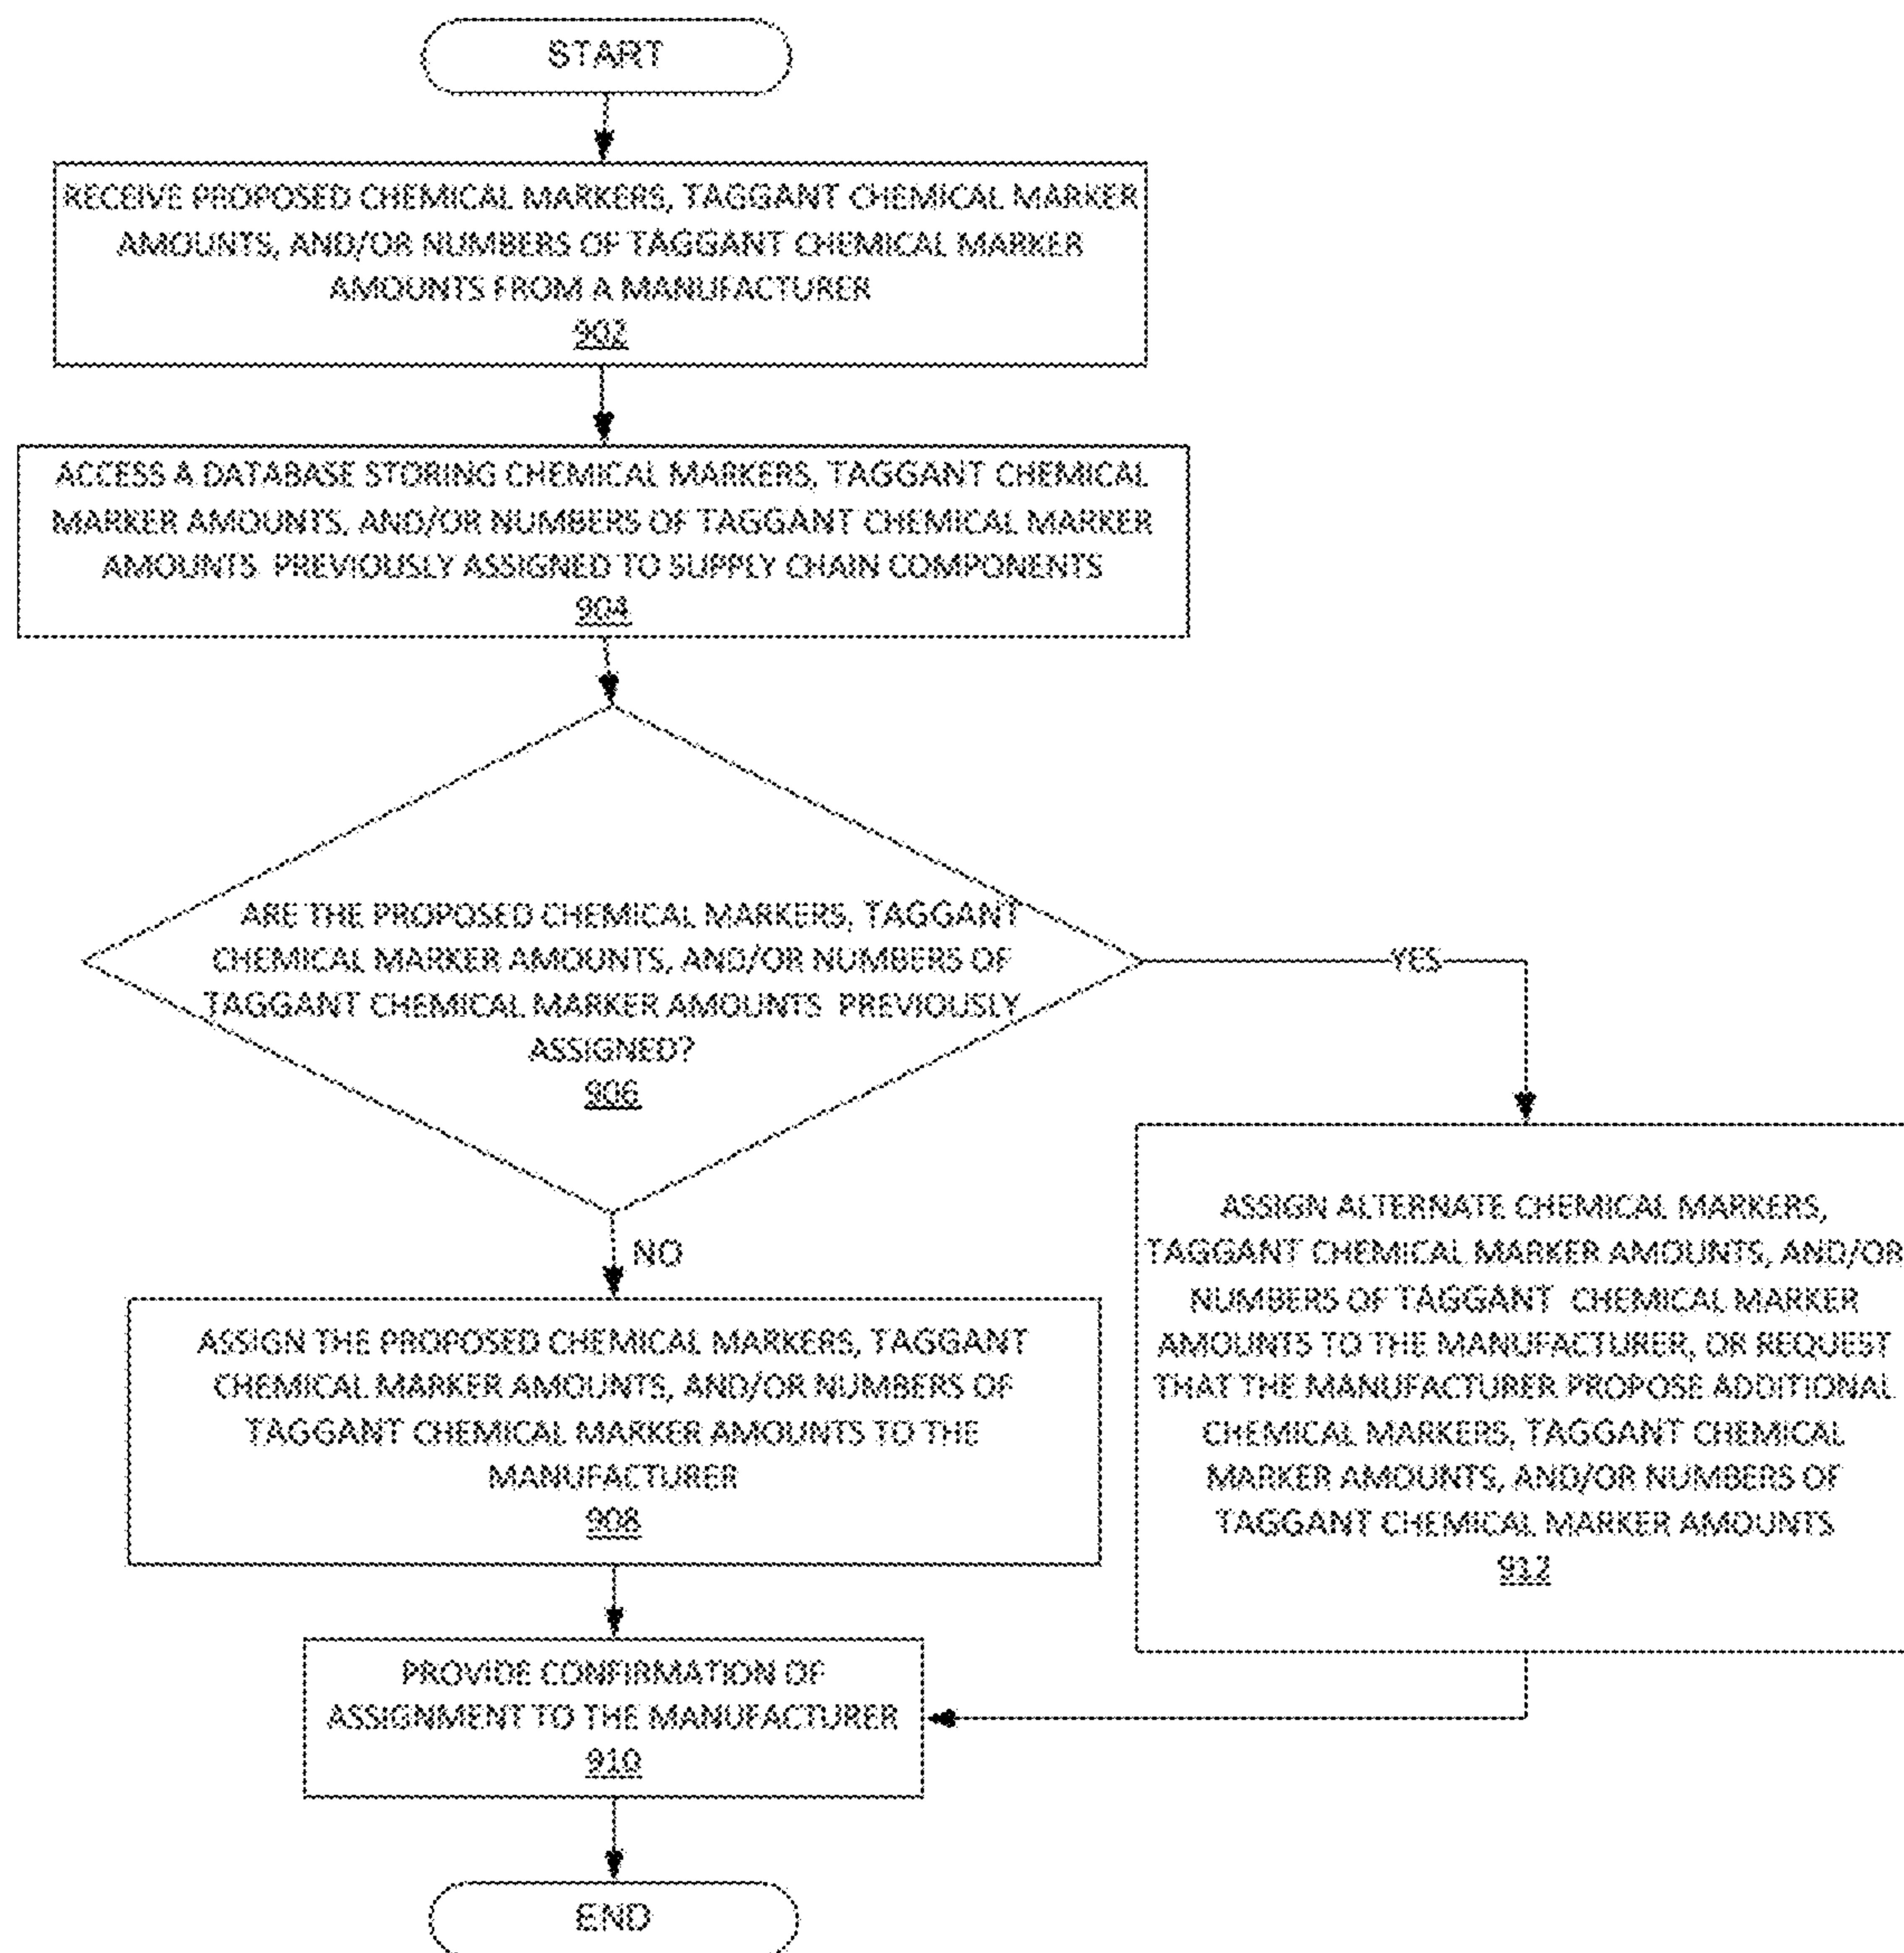 START
RECEIVE PROPOSED CHEMICAL MARKERS, TAGGANT CHEMICAL MARKER
AMOUNTS, AND/OR NUMBERS OF TAGGANT CHEMICAL MARKER
AMOUNTS FROM A MANUFACTURER
902
ACCESS A DATABASE STORING CHEMICAL MARKERS, TAGGANT CHEMICAL
MARKER AMOUNTS, AND/OR NUMBERS OF TAGGANT CHEMICAL MARKER
AMOUNTS PREVIOUSLY ASSIGNED TO SUPPLY CHAIN COMPONENTS
904
ARE THE PROPOSED CHEMICAL MARKERS, TAGGANT
CHEMICAL MARKER AMOUNTS, AND/OR NUMBERS OF
TAGGANT CHEMICAL MARKER AMOUNTS PREVIOUSLY
ASSIGNED?
906
YES
NO
ASSIGN THE PROPOSED CHEMICAL MARKERS, TAGGANT
CHEMICAL MARKER AMOUNTS, AND/OR NUMBERS OF
TAGGANT CHEMICAL MARKER AMOUNTS TO THE
MANUFACTURER
908
ASSIGN ALTERNATE CHEMICAL MARKERS,
TAGGANT CHEMICAL MARKER AMOUNTS, AND/OR
NUMBERS OF TAGGANT CHEMICAL MARKER
AMOUNTS TO THE MANUFACTURER, OR REQUEST
THAT THE MANUFACTURER PROPOSE ADDITIONAL
CHEMICAL MARKERS, TAGGANT CHEMICAL
MARKER AMOUNTS, AND/OR NUMBERS OF
TAGGANT CHEMICAL MARKER AMOUNTS
912
PROVIDE CONFIRMATION OF
ASSIGNMENT TO THE MANUFACTURER
910
END